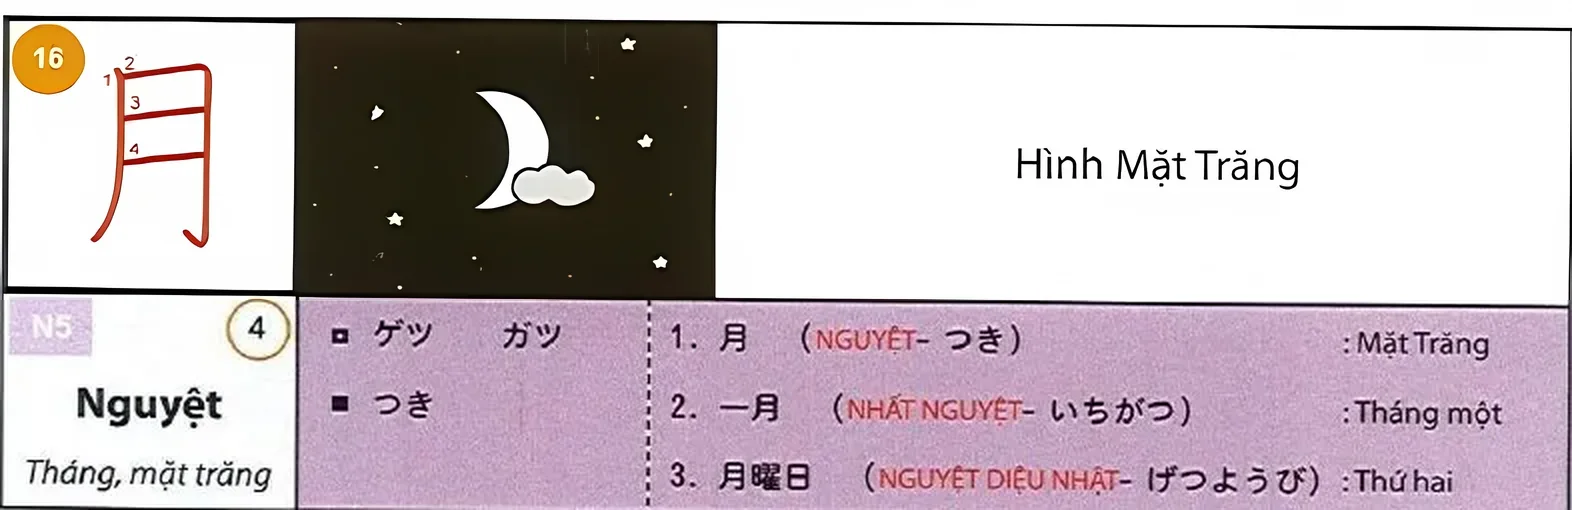 16
月
1 2
3
4
Hình Mặt Trăng
N5 4
Nguyệt
Tháng, mặt trăng
ゲツ ガツ
つき
1. 月 (NGUYỆT- つき) : Mặt Trăng
2. 一月 (NHẤT NGUYỆT- いちがつ) : Tháng một
3. 月曜日 (NGUYỆT DIỆU NHẬT- げつようび) : Thứ hai